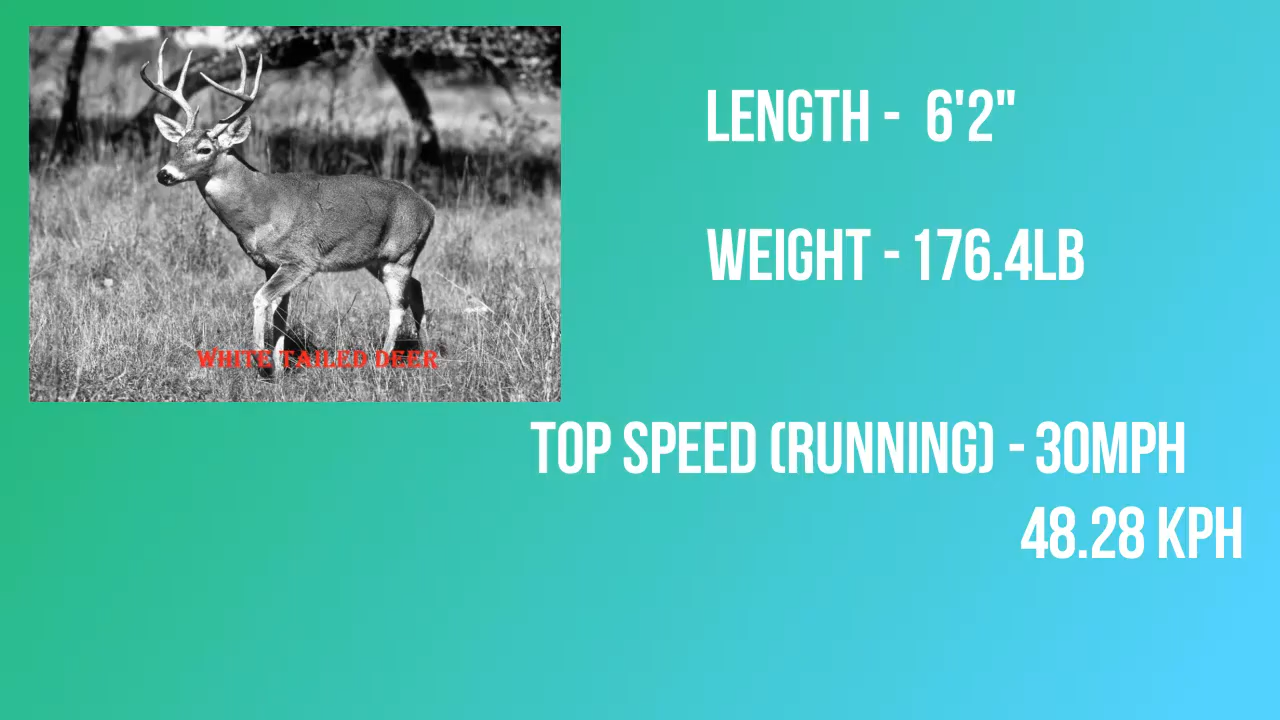 LENGTH - 6'2"
WEIGHT - 176.4LB
WHITE TAILED DEER
TOP SPEED (RUNNING) - 30MPH
48.28 KPH